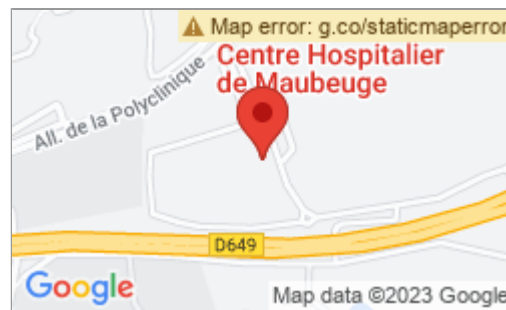 Map error: g.co/staticmaperror
Centre Hospitalier
de Maubeuge
All. de la Polyclinique
D649
Google
Map data ©2023 Google